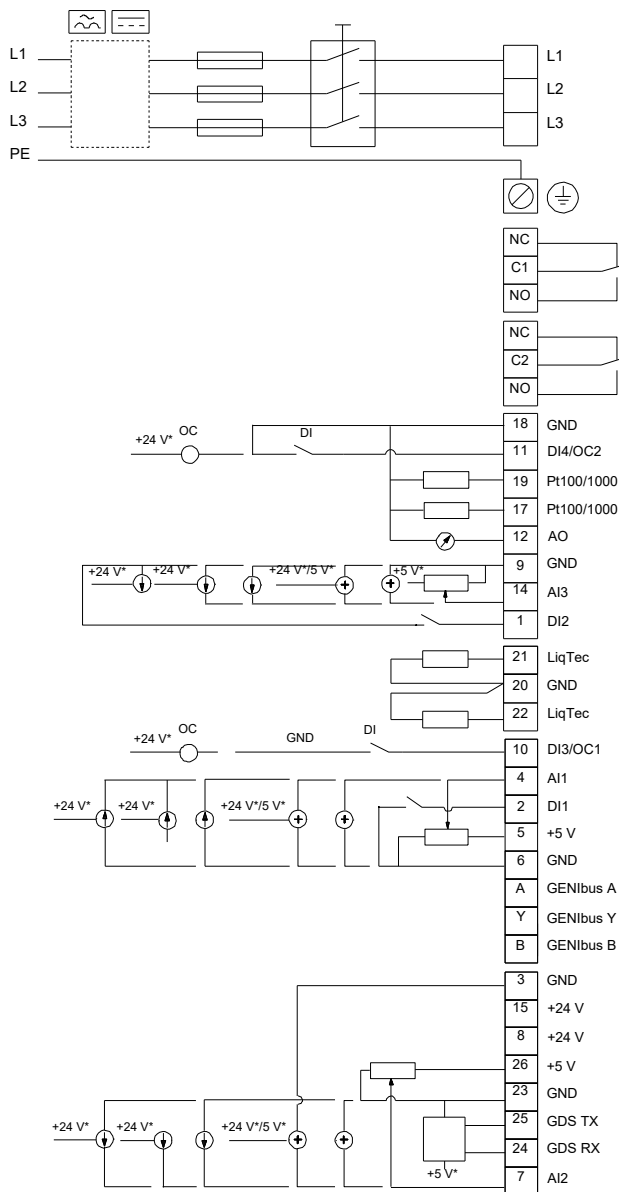 L1 L1
L2 L2
L3 L3
PE
NC
C1
NO
NC
C2
NO
18 GND
+24 V* OC DI 11 DI4/OC2
19 Pt100/1000
17 Pt100/1000
12 AO
9 GND
+24 V* +24 V* +24 V*/5 V* +5 V*
14 AI3
1 DI2
21 LiqTec
20 GND
22 LiqTec
+24 V* OC GND DI 10 DI3/OC1
4 AI1
+24 V* +24 V* +24 V*/5 V* 2 DI1
5 +5 V
6 GND
A GENIbus A
Y GENIbus Y
B GENIbus B
3 GND
15 +24 V
8 +24 V
26 +5 V
23 GND
25 GDS TX
+24 V* +24 V* +24 V*/5 V*
24 GDS RX
+5 V*
7 AI2